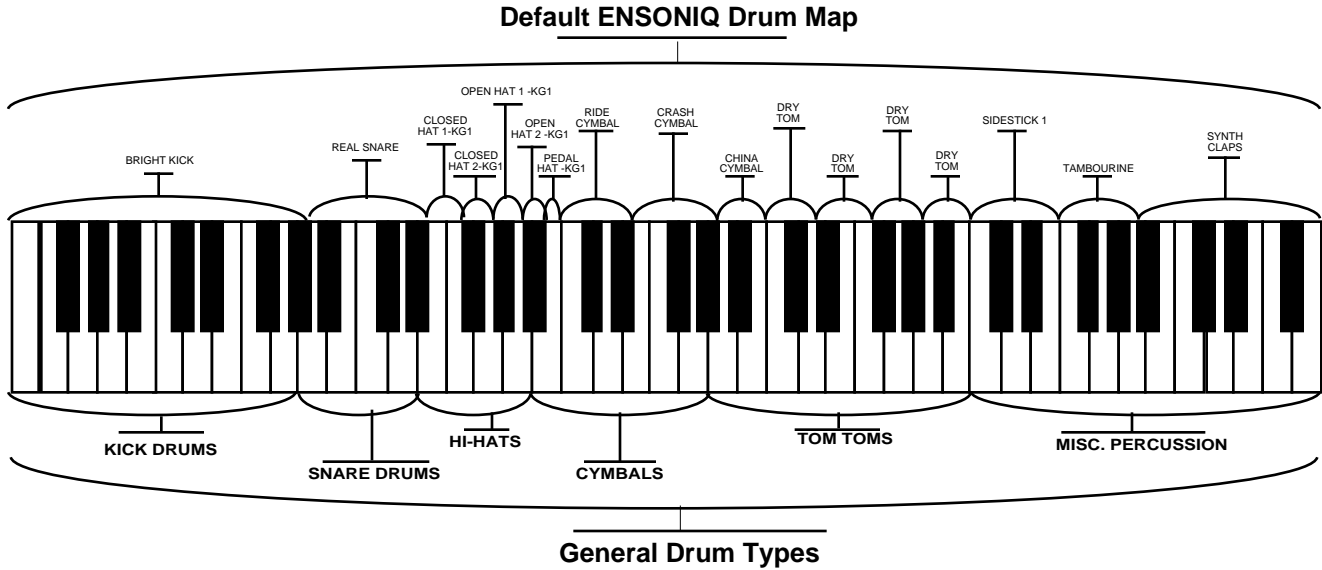 Default ENSONIQ Drum Map
BRIGHT KICK
REAL SNARE
CLOSED
HAT 1-KG1
CLOSED
HAT 2-KG1
OPEN HAT 1 -KG1
OPEN
HAT 2 -KG1
PEDAL
HAT -KG1
RIDE
CYMBAL
CRASH
CYMBAL
CHINA
CYMBAL
DRY
TOM
DRY
TOM
DRY
TOM
DRY
TOM
SIDESTICK 1
TAMBOURINE
SYNTH
CLAPS
KICK DRUMS
SNARE DRUMS
HI-HATS
CYMBALS
TOM TOMS
MISC. PERCUSSION
General Drum Types